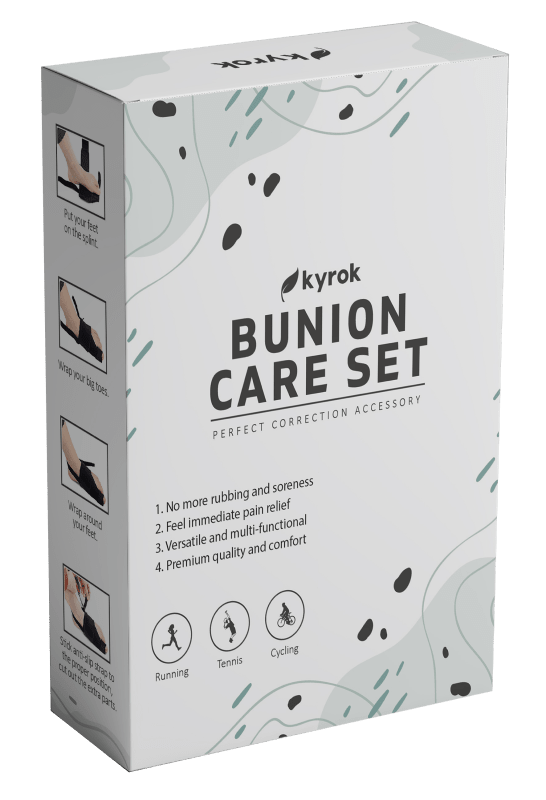 kyrok
kyrok
BUNION
CARE SET
PERFECT CORRECTION ACCESSORY
1. No more rubbing and soreness
2. Feel immediate pain relief
3. Versatile and multi-functional
4. Premium quality and comfort
Running
Tennis
Cycling
Put your feet
on the splint.
Wrap your big toes.
Wrap around
your feet.
Stick anti-slip strap to
the proper position,
cut out the extra parts.